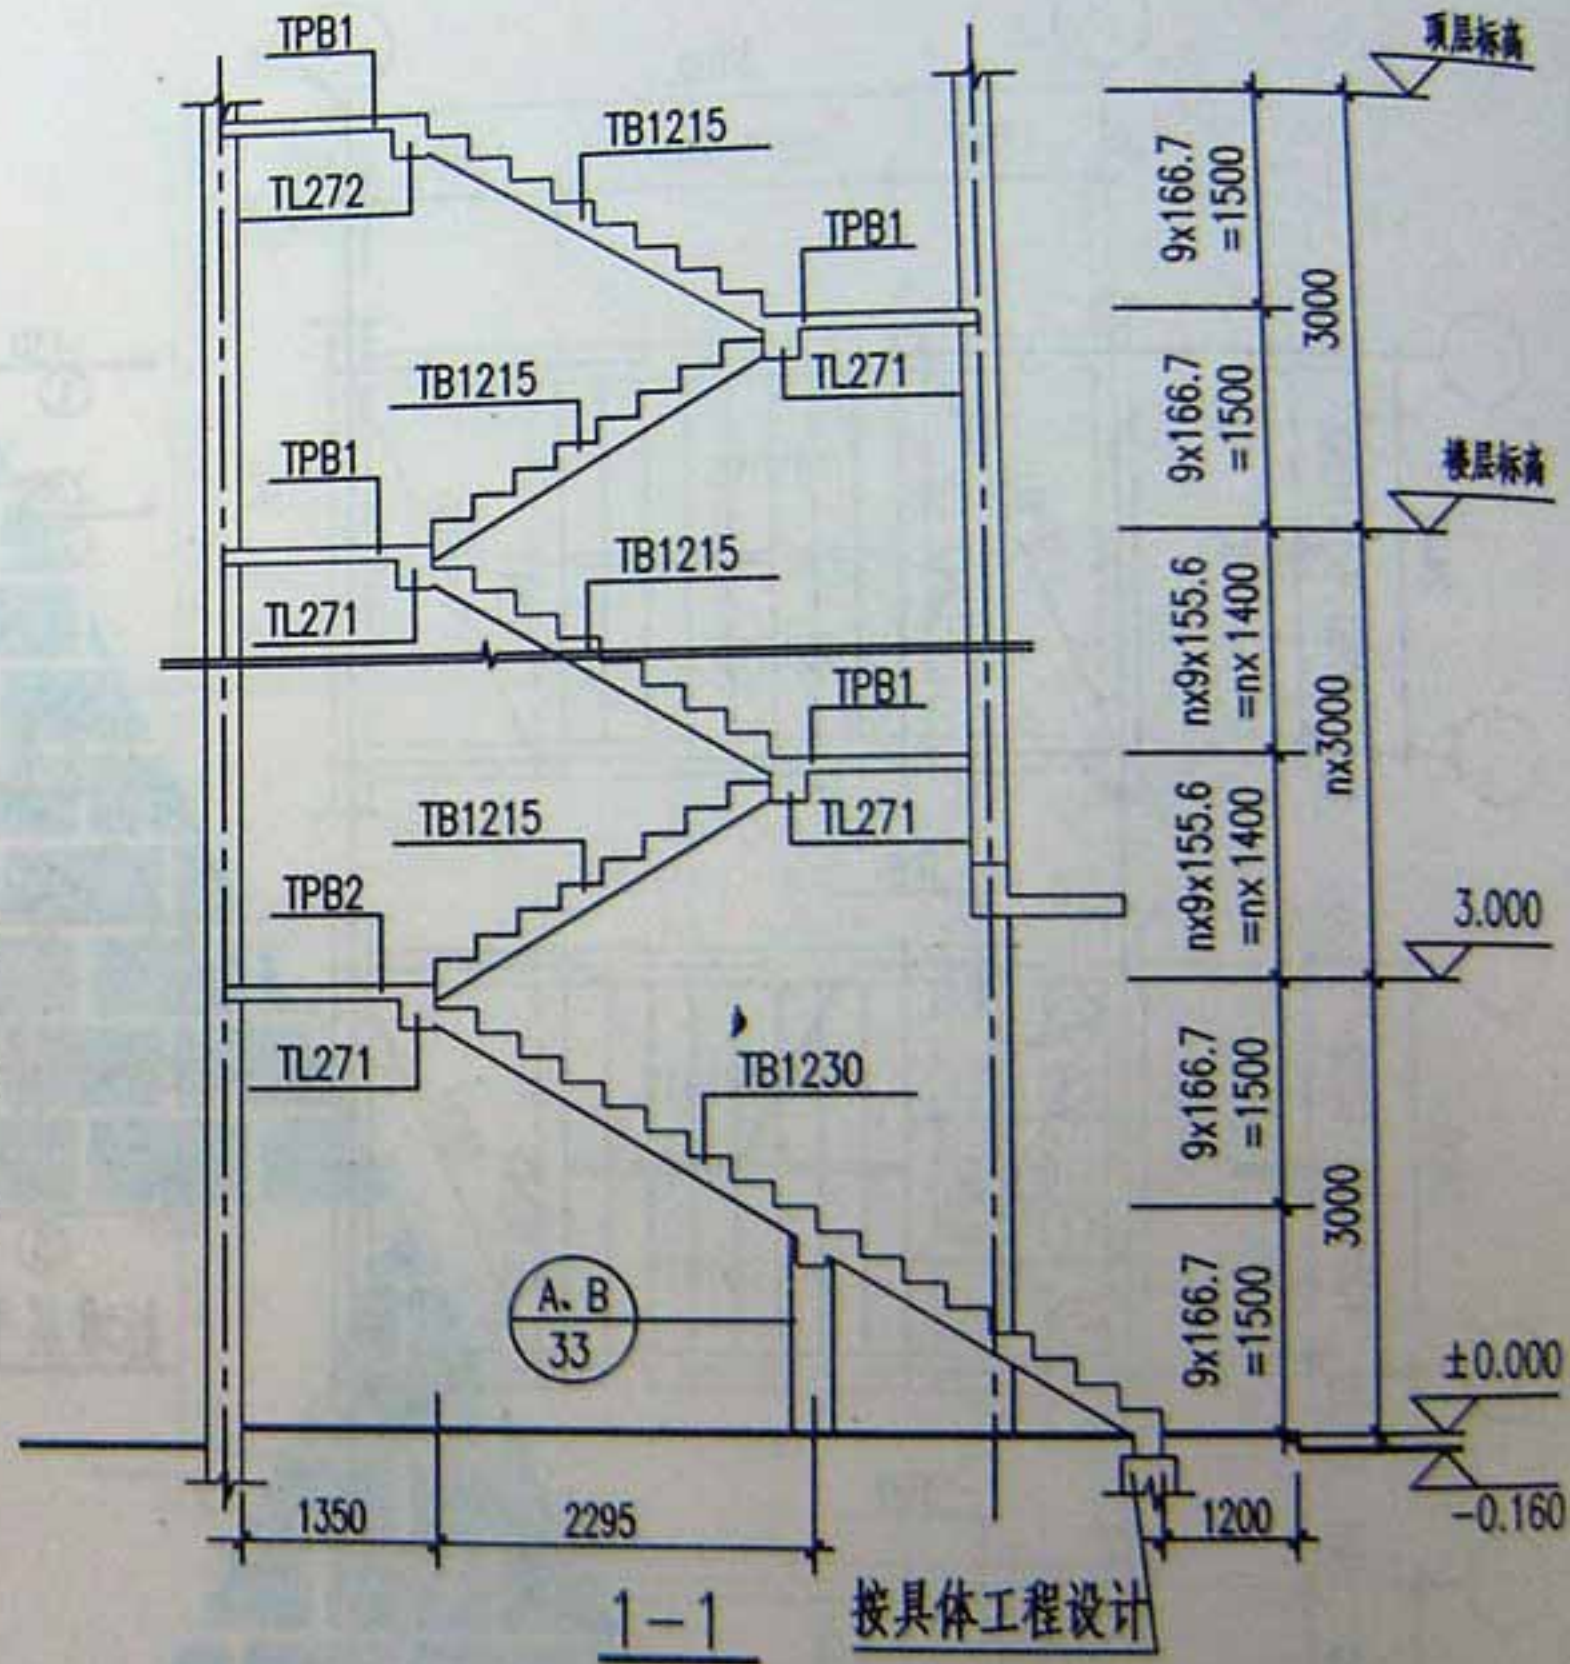 TPB1
顶层标高
TB1215
TL272
9x166.7
=1500
TPB1
3000
TB1215
TL271
9x166.7
=1500
TPB1
楼层标高
TB1215
TL271
nx9x155.6
=nx1400
TPB1
nx3000
TB1215
TL271
nx9x155.6
=nx1400
TPB2
3.000
TL271
TB1230
9x166.7
=1500
3000
A、B
33
9x166.7
=1500
±0.000
-0.160
1350
2295
1200
1-1
按具体工程设计